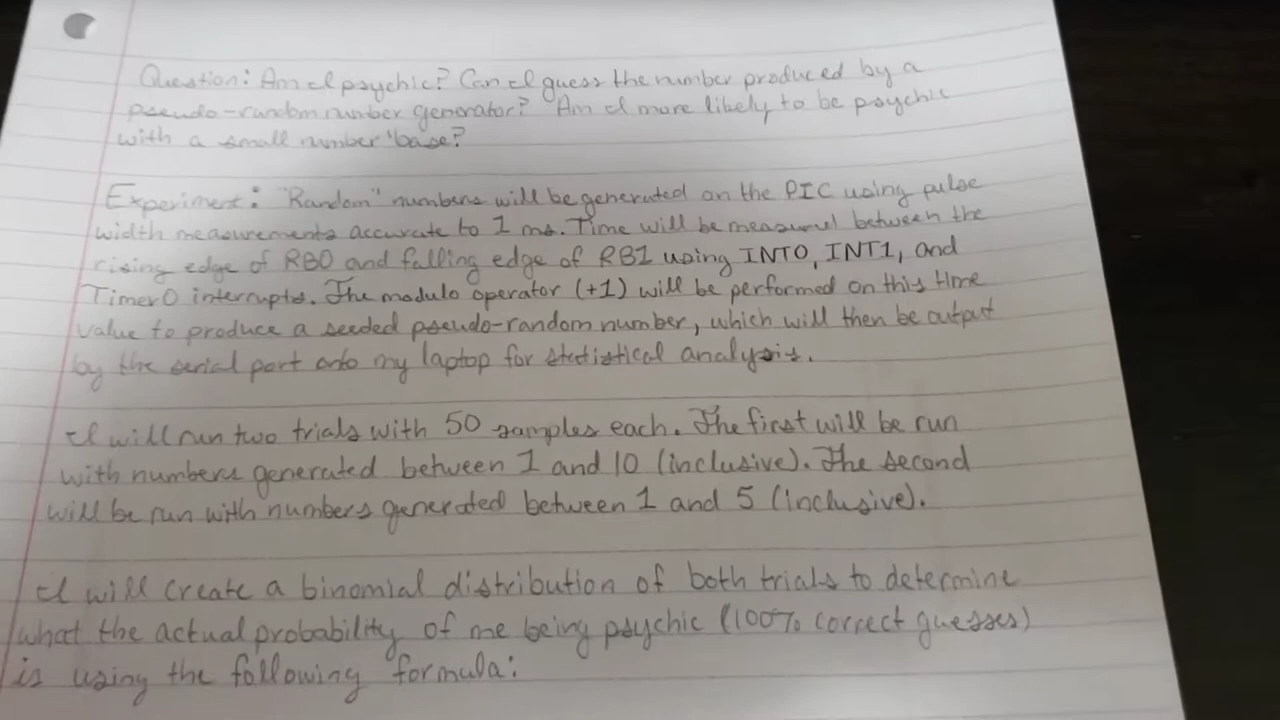 Question: Am I psychic? Can I guess the number produced by a
pseudo-random number generator? Am I more likely to be psychic
with a small number "base?
Experiment: "Random" numbers will be generated on the PIC using pulse
width measurements accurate to 1 ms. Time will be measured between the
rising edge of RB0 and falling edge of RB1 using INT0, INT1, and
Timer0 interrupts. The modulo operator (+1) will be performed on this time
value to produce a seeded pseudo-random number, which will then be output
by the serial port onto my laptop for statistical analysis.
I will run two trials with 50 samples each. The first will be run
with numbers generated between 1 and 10 (inclusive). The second
will be run with numbers generated between 1 and 5 (inclusive).
I will create a binomial distribution of both trials to determine
what the actual probability of me being psychic (100% correct guesses)
is using the following formula: